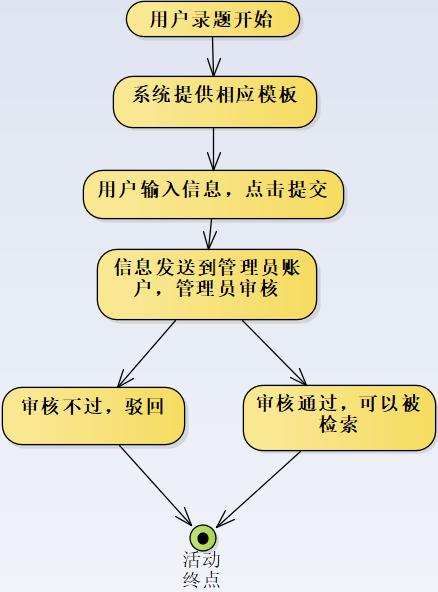 用户录题开始
系统提供相应模板
用户输入信息，点击提交
信息发送到管理员账
户，管理员审核
审核不过，驳回
审核通过，可以被
检索
活动
终点